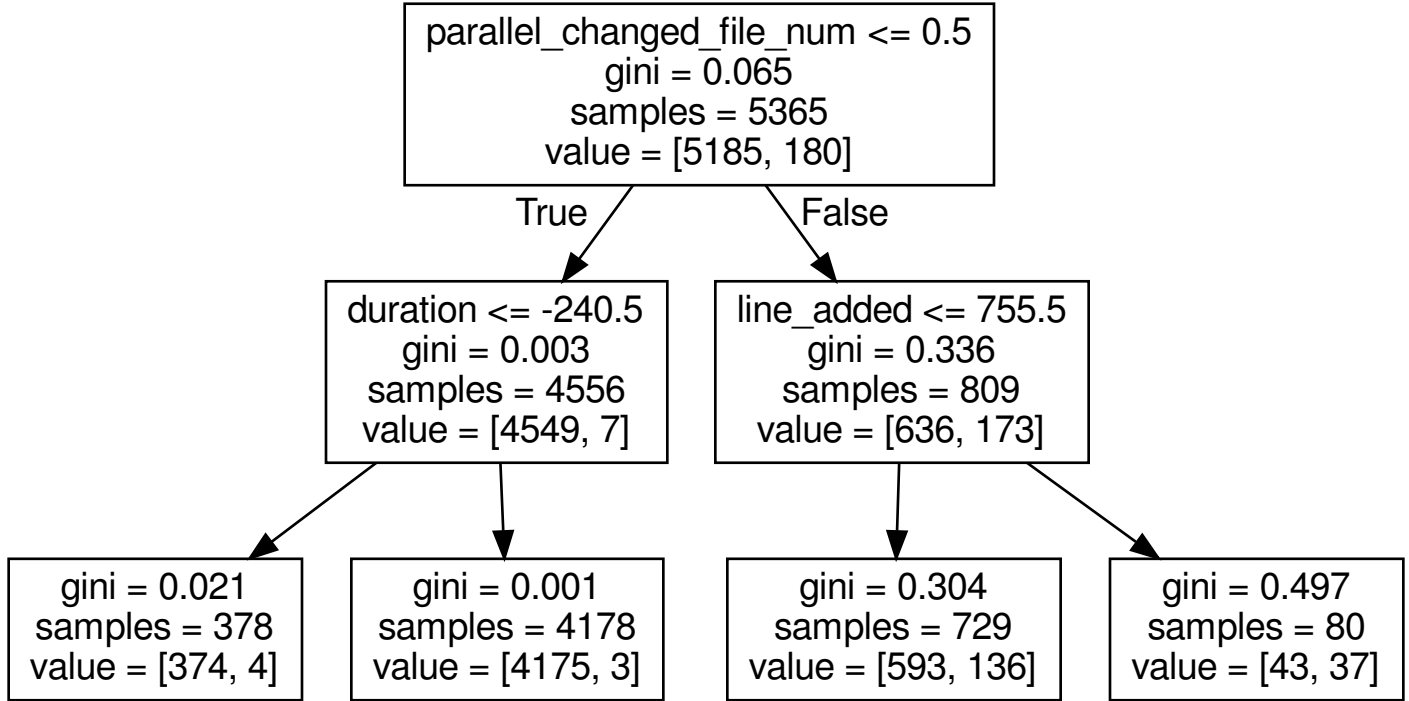 parallel_changed_file_num <= 0.5
gini = 0.065
samples = 5365
value = [5185, 180]
True
False
duration <= -240.5
gini = 0.003
samples = 4556
value = [4549, 7]
line_added <= 755.5
gini = 0.336
samples = 809
value = [636, 173]
gini = 0.021
samples = 378
value = [374, 4]
gini = 0.001
samples = 4178
value = [4175, 3]
gini = 0.304
samples = 729
value = [593, 136]
gini = 0.497
samples = 80
value = [43, 37]